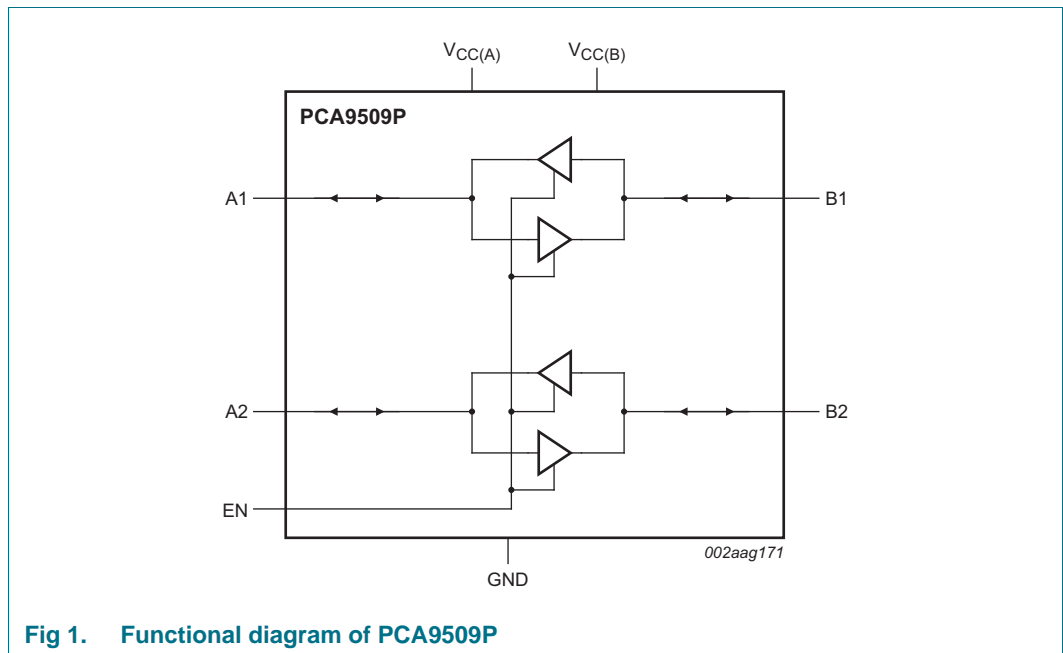 VCC(A) VCC(B)
PCA9509P
A1 B1
A2 B2
EN
002aag171
GND
Fig 1. Functional diagram of PCA9509P